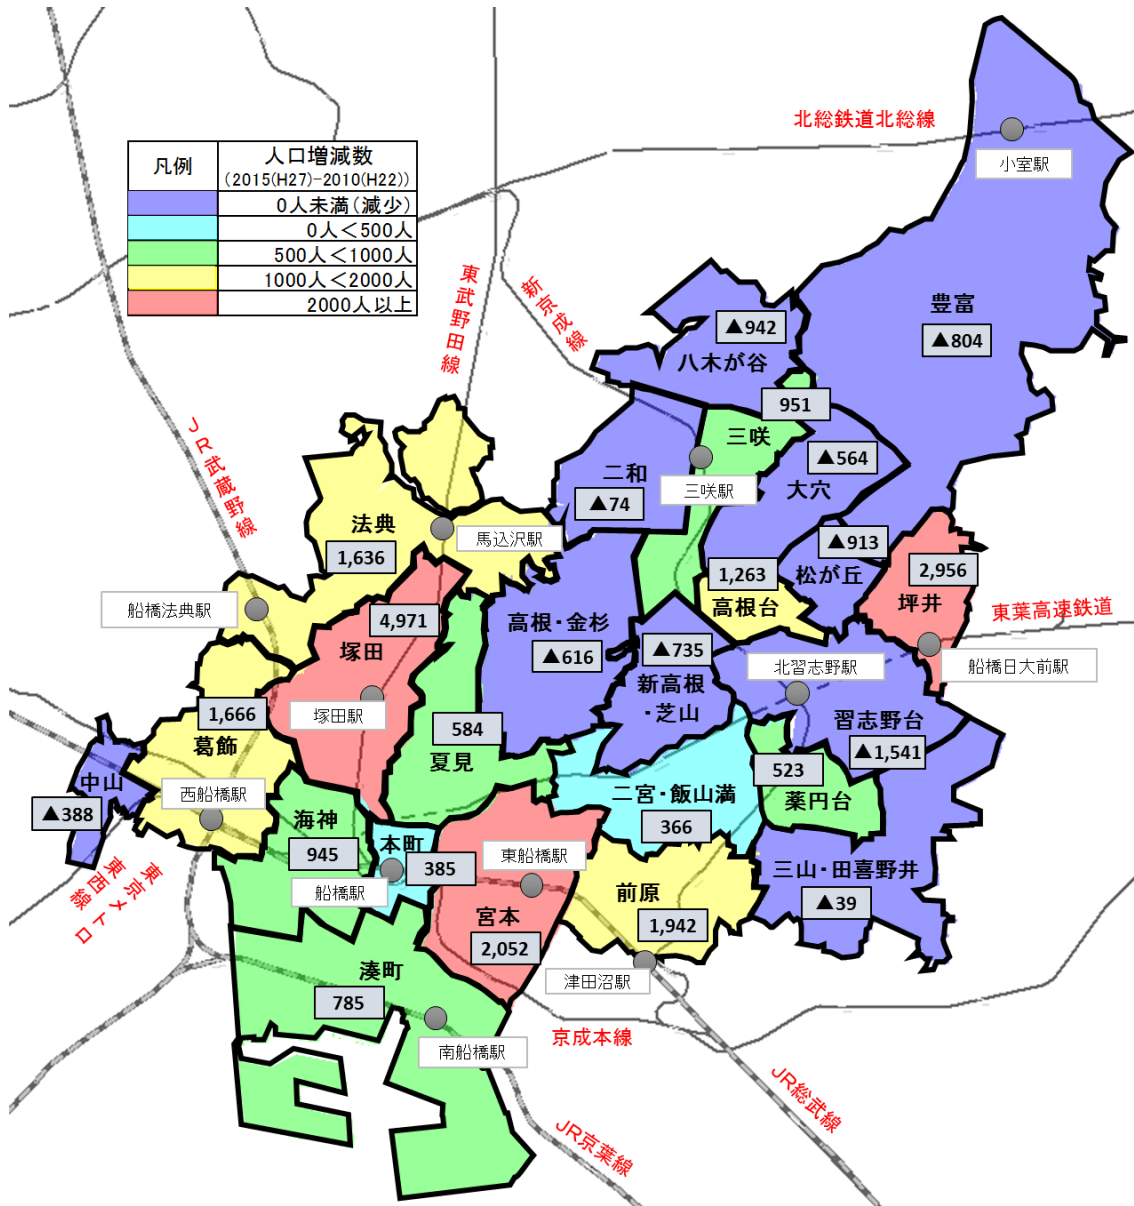 北総鉄道北総線
小室駅
凡例
人口増減数
(2015(H27)-2010(H22))
0人未満(減少)
0人<500人
500人<1000人
1000人<2000人
2000人以上
東武野田線
新京成線
豊富
▲804
▲942
八木が谷
951
三咲
三咲駅
▲564
大穴
二和
▲74
JR武蔵野線
法典
1,636
馬込沢駅
▲913
松が丘
2,956
坪井
1,263
高根台
東葉高速鉄道
船橋日大前駅
船橋法典駅
4,971
塚田
塚田駅
高根・金杉
▲616
▲735
新高根
・芝山
北習志野駅
習志野台
▲1,541
1,666
葛飾
584
夏見
523
薬円台
中山
▲388
西船橋駅
二宮・飯山満
366
海神
945
本町
385
船橋駅
東船橋駅
東京メトロ
東西線
三山・田喜野井
▲39
前原
1,942
宮本
2,052
湊町
785
津田沼駅
南船橋駅
京成本線
JR総武線
JR京葉線